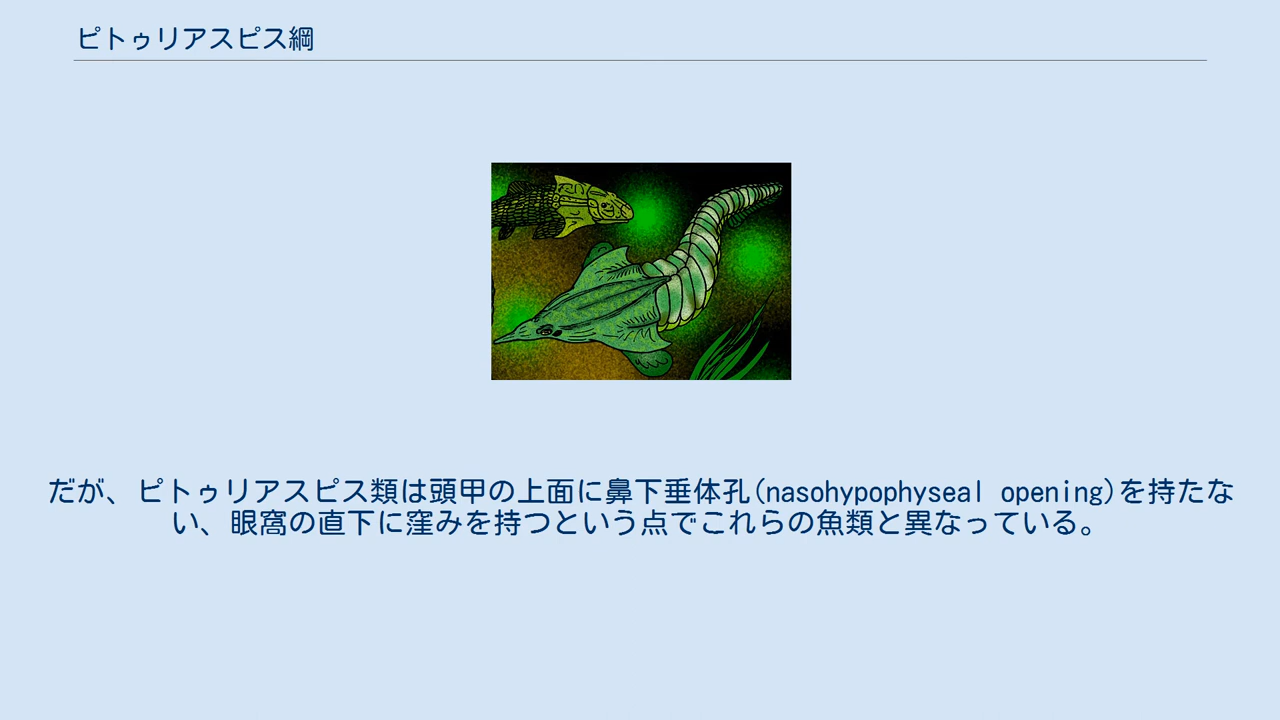 ピトゥリアスピス綱
だが、ピトゥリアスピス類は頭甲の上面に鼻下垂体孔(nasohypophyseal opening)を持たな
い、眼窩の直下に窪みを持つという点でこれらの魚類と異なっている。